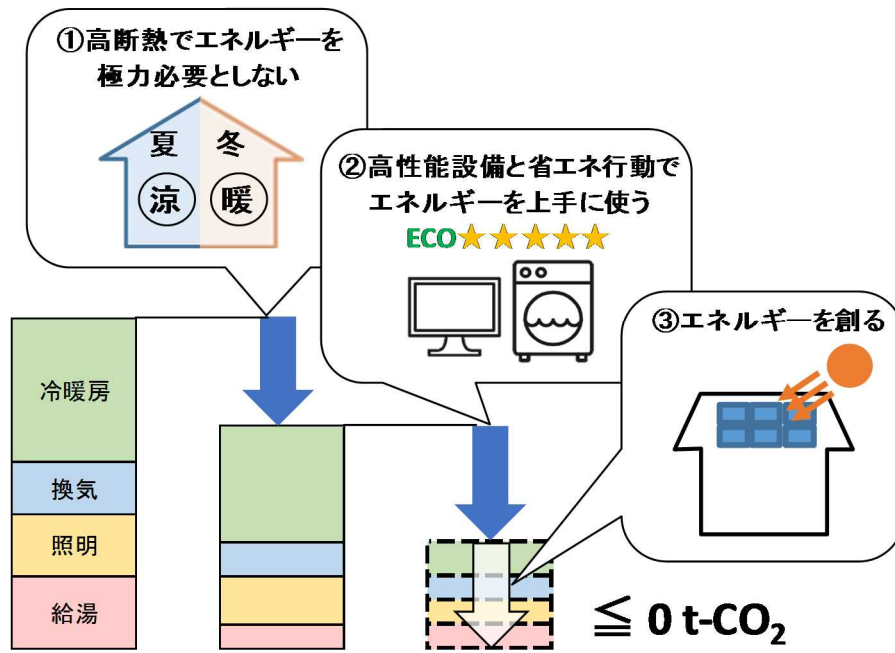 ①高断熱でエネルギーを
極力必要としない
夏 冬
涼 暖
②高性能設備と省エネ行動で
エネルギーを上手に使う
ECO★★★★★
③エネルギーを創る
冷暖房
換気
照明
給湯
≦ 0 t-CO₂